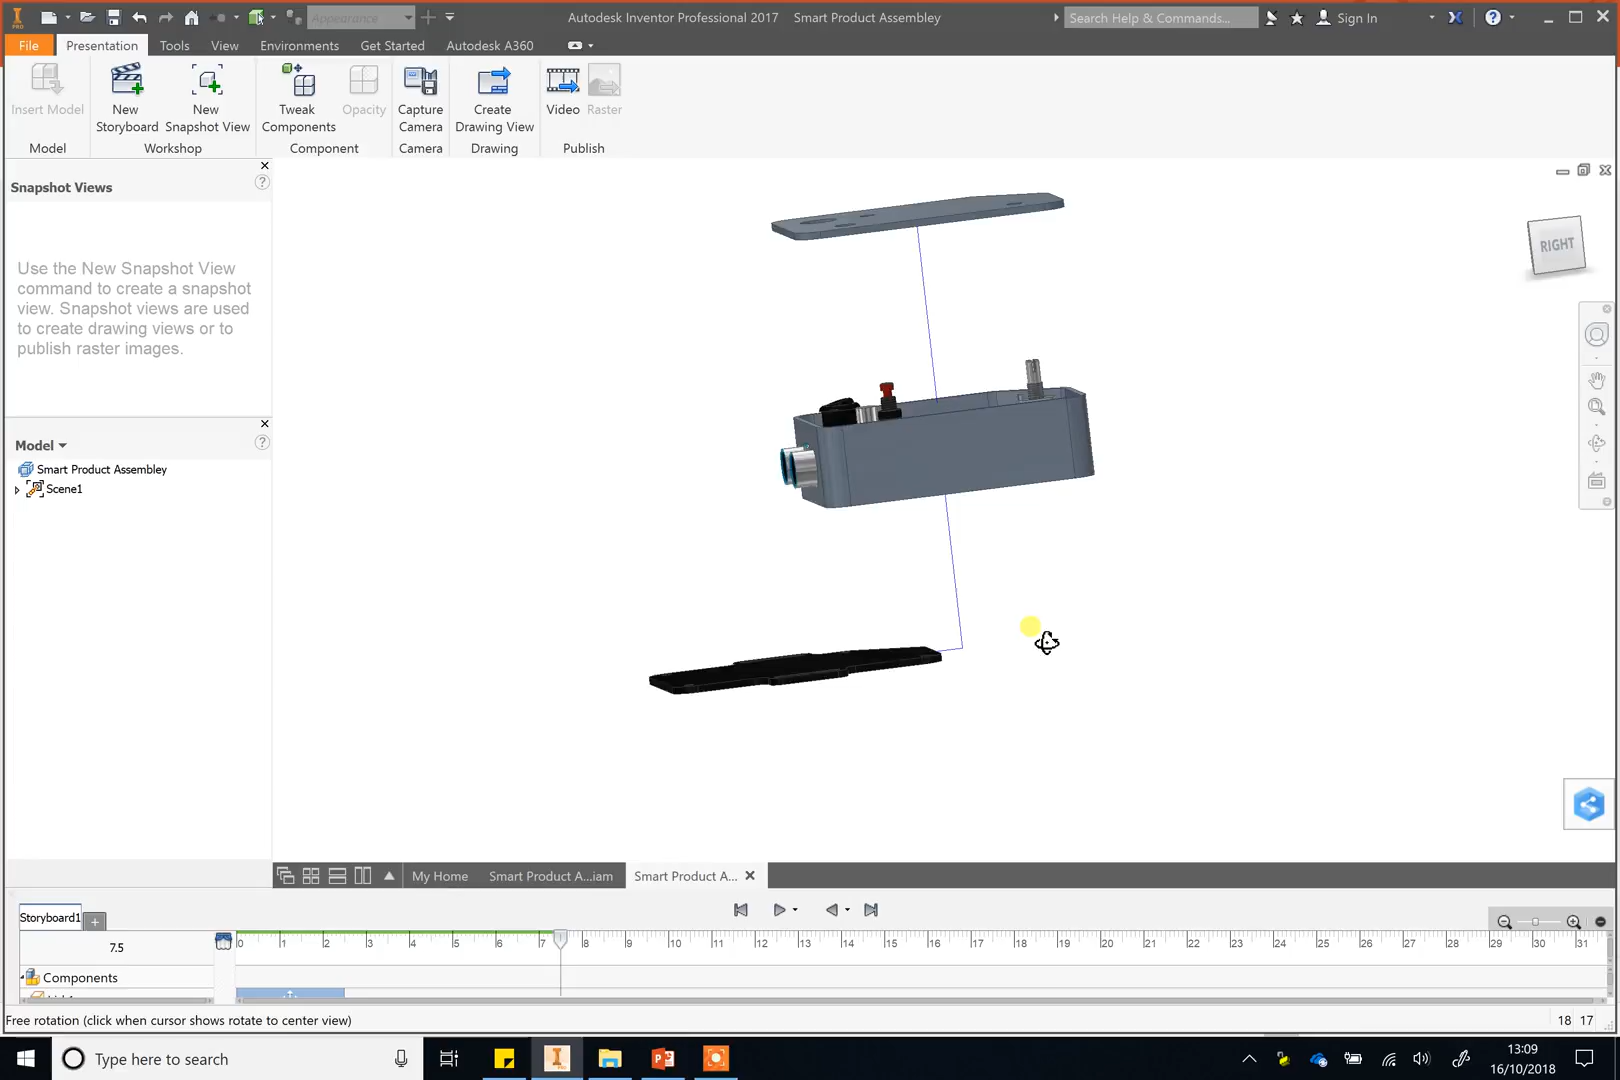 Appearance
Autodesk Inventor Professional 2017 Smart Product Assembley
Search Help & Commands...
Sign In
File Presentation Tools View Environments Get Started Autodesk A360
Insert Model
New Storyboard
New Snapshot View
Tweak Components
Opacity
Capture Camera
Create Drawing View
Video
Raster
Model Workshop Component Camera Drawing Publish
Snapshot Views
Use the New Snapshot View
command to create a snapshot
view. Snapshot views are used
to create drawing views or to
publish raster images.
RIGHT
Model
Smart Product Assembley
Scene1
My Home Smart Product A...iam Smart Product A...
Storyboard1
7.5
0 1 2 3 4 5 6 7 8 9 10 11 12 13 14 15 16 17 18 19 20 21 22 23 24 25 26 27 28 29 30 31
Components
Free rotation (click when cursor shows rotate to center view)
18 17
Type here to search
13:09
16/10/2018